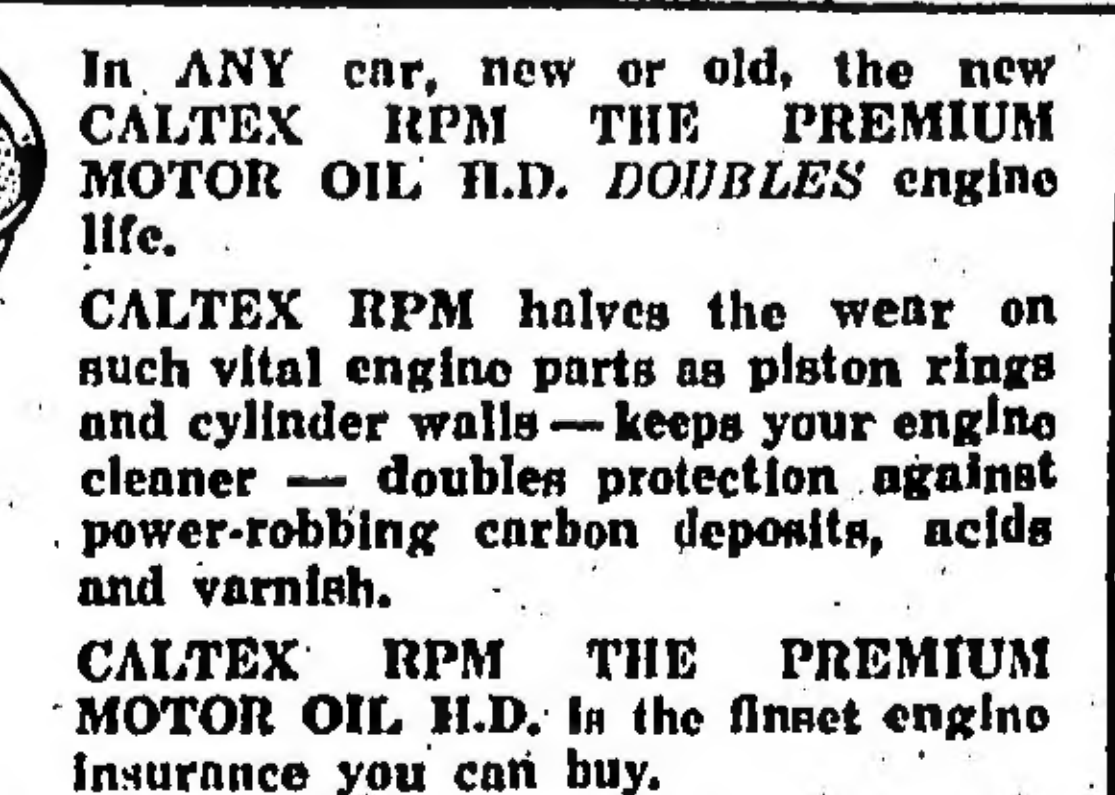 In ANY car, new or old, the new
CALTEX RPM THE PREMIUM
MOTOR OIL H.D. DOUBLES engine
life.
CALTEX RPM halves the wear on
such vital engine parts as piston rings
and cylinder walls — keeps your engine
cleaner — doubles protection against
power-robbing carbon deposits, acids
and varnish.
CALTEX RPM THE PREMIUM
MOTOR OIL H.D. is the finset engine
insurance you can buy.